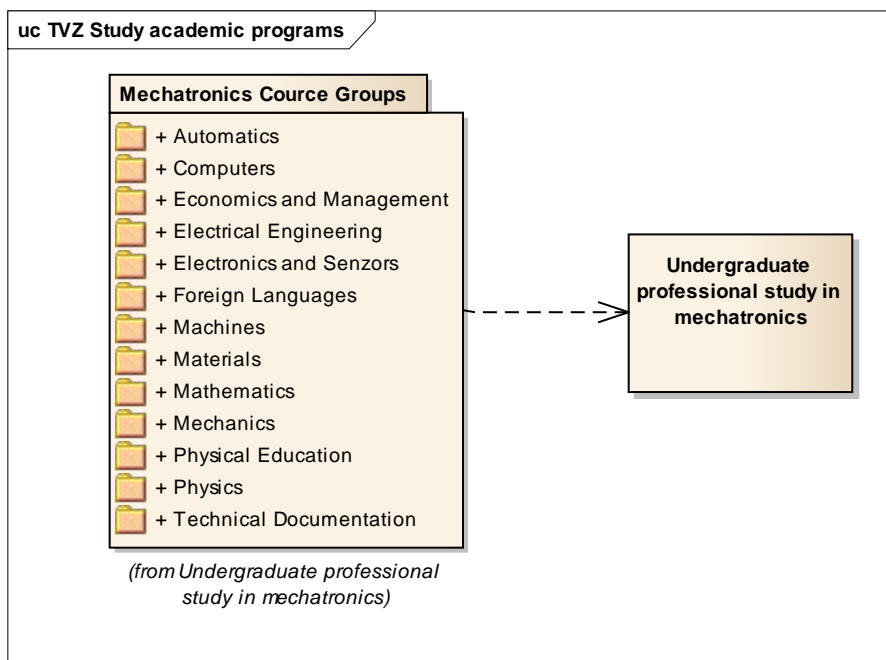 uc TVZ Study academic programs
Mechatronics Cource Groups
+ Automatics
+ Computers
+ Economics and Management
+ Electrical Engineering
+ Electronics and Senzors
+ Foreign Languages
+ Machines
+ Materials
+ Mathematics
+ Mechanics
+ Physical Education
+ Physics
+ Technical Documentation
(from Undergraduate professional
study in mechatronics)
Undergraduate
professional study in
mechatronics